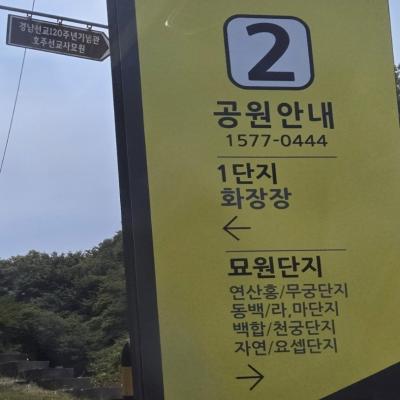 경남선교120주년기념관
호주선교사묘원
2
공원안내
1577-0444
1단지
화장장
←
묘원단지
연산홍/무궁단지
동백/라,마단지
백합/천궁단지
자연/요셉단지
→